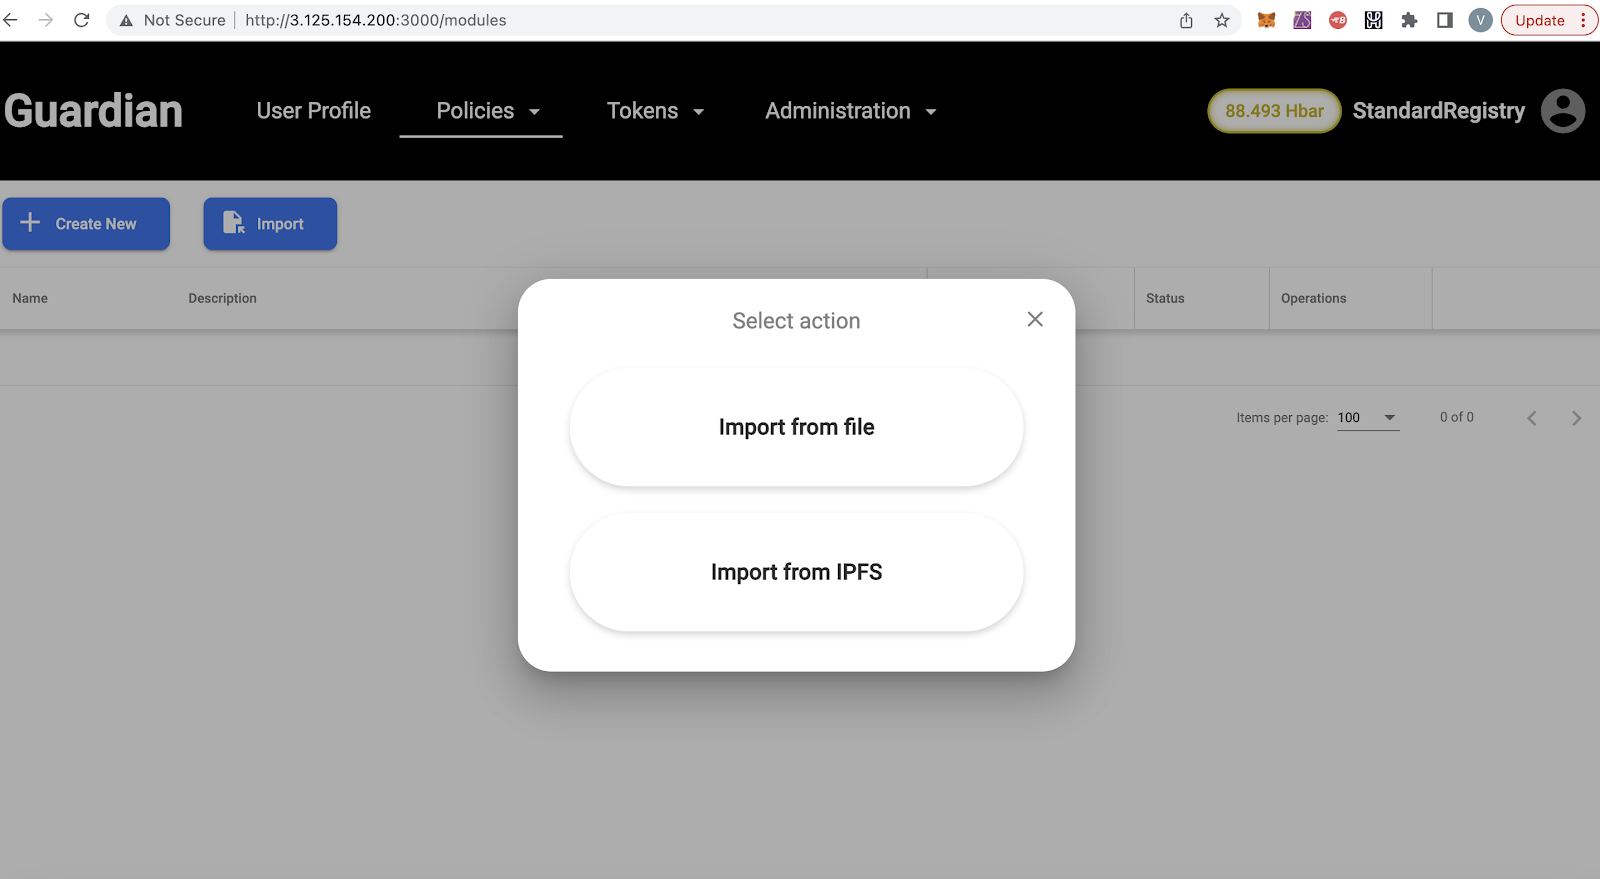 Not Secure http://3.125.154.200:3000/modules
V
Update
Guardian
User Profile
Policies
Tokens
Administration
88.493 Hbar
StandardRegistry
Create New
Import
Name
Description
Status
Operations
Select action
Import from file
Import from IPFS
Items per page: 100
0 of 0